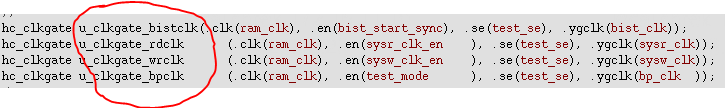 hc_clkgate u_clkgate_bistclk(.clk(ram_clk), .en(bist_start_sync), .se(test_se), .ygclk(bist_clk));
hc_clkgate u_clkgate_rdclk (.clk(ram_clk), .en(sysr_clk_en ), .se(test_se), .ygclk(sysr_clk));
hc_clkgate u_clkgate_wrclk (.clk(ram_clk), .en(sysw_clk_en ), .se(test_se), .ygclk(sysw_clk));
hc_clkgate u_clkgate_bpclk (.clk(ram_clk), .en(test_mode ), .se(test_se), .ygclk(bp_clk ));